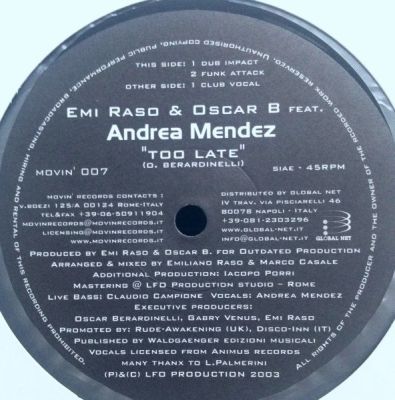 ALL RIGHTS OF THE PRODUCER AND THE OWNER OF THE RECORDED WORK RESERVED. UNAUTHORISED COPYING, PUBLIC PERFORMANCE, BROADCASTING, HIRING AND RENTAL OF THIS RECORDING PROHIBITED.
THIS SIDE: 1 DUB IMPACT
2 FUNK ATTACK
OTHER SIDE: 1 CLUB VOCAL
EMI RASO & OSCAR B FEAT.
Andrea Mendez
"TOO LATE"
(O. BERARDINELLI)
MOVIN' 007
SIAE - 45RPM
MOVIN' RECORDS CONTACTS :
V.BOEZI 125/A 00124 ROME-ITALY
TEL&FAX +39-06-50911904
MOVINRECORDS@MOVINRECORDS.IT
LICENSING@MOVINRECORDS.IT
WWW.MOVINRECORDS.IT
DISTRIBUTED BY GLOBAL NET
IV TRAV. VIA PISCIARELLI 46
80078 NAPOLI - ITALY
+39-081-2303296
WWW.GLOBAL-NET.IT
INFO@GLOBAL-NET.IT
GLOBAL NET
PRODUCED BY EMI RASO & OSCAR B. FOR OUTDATED PRODUCTION
ARRANGED & MIXED BY EMILIANO RASO & MARCO CASALE
ADDITIONAL PRODUCTION: IACOPO PORRI
MASTERING @ LFO PRODUCTION STUDIO - ROME
LIVE BASS: CLAUDIO CAMPIONE VOCALS: ANDREA MENDEZ
EXECUTIVE PRODUCERS:
OSCAR BERARDINELLI, GABRY VENUS, EMI RASO
PROMOTED BY: RUDE-AWAKENING (UK), DISCO-INN (IT)
PUBLISHED BY WALDGAENGER EDIZIONI MUSICALI
VOCALS LICENSED FROM ANIMUS RECORDS
MANY THANX TO L.PALMERINI
(P)&(C) LFO PRODUCTION 2003